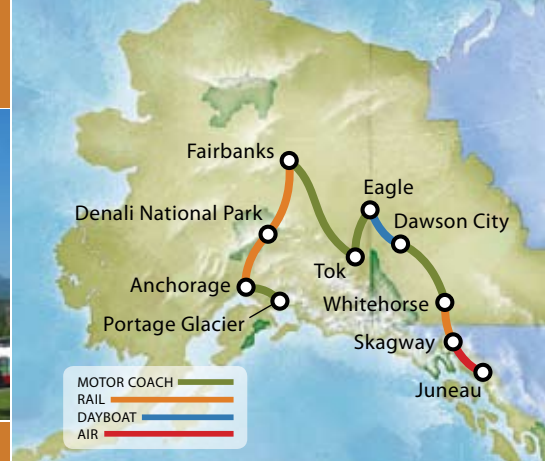 Fairbanks
Eagle
Denali National Park
Dawson City
Tok
Anchorage
Whitehorse
Portage Glacier
Skagway
Juneau
MOTOR COACH
RAIL
DAYBOAT
AIR